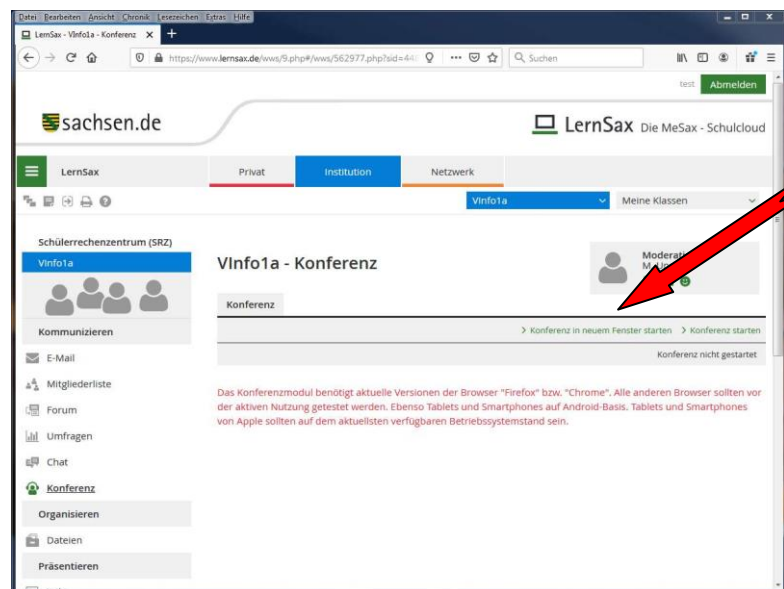 Datei Bearbeiten Ansicht Chronik Lesezeichen Extras Hilfe
LernSax - VInfo1a - Konferenz
https://www.lernsax.de/wws/9.php#/wws/562977.php?sid=44
Suchen
test Abmelden
sachsen.de
LernSax Die MeSax - Schulcloud
LernSax
Privat Institution Netzwerk
VInfo1a Meine Klassen
Schülerrechenzentrum (SRZ)
VInfo1a
VInfo1a - Konferenz
Konferenz
> Konferenz in neuem Fenster starten > Konferenz starten
Konferenz nicht gestartet
Das Konferenzmodul benötigt aktuelle Versionen der Browser "Firefox" bzw. "Chrome". Alle anderen Browser sollten vor
der aktiven Nutzung getestet werden. Ebenso Tablets und Smartphones auf Android-Basis. Tablets und Smartphones
von Apple sollten auf dem aktuellsten verfügbaren Betriebssystemstand sein.
Kommunizieren
E-Mail
Mitgliederliste
Forum
Umfragen
Chat
Konferenz
Organisieren
Dateien
Präsentieren